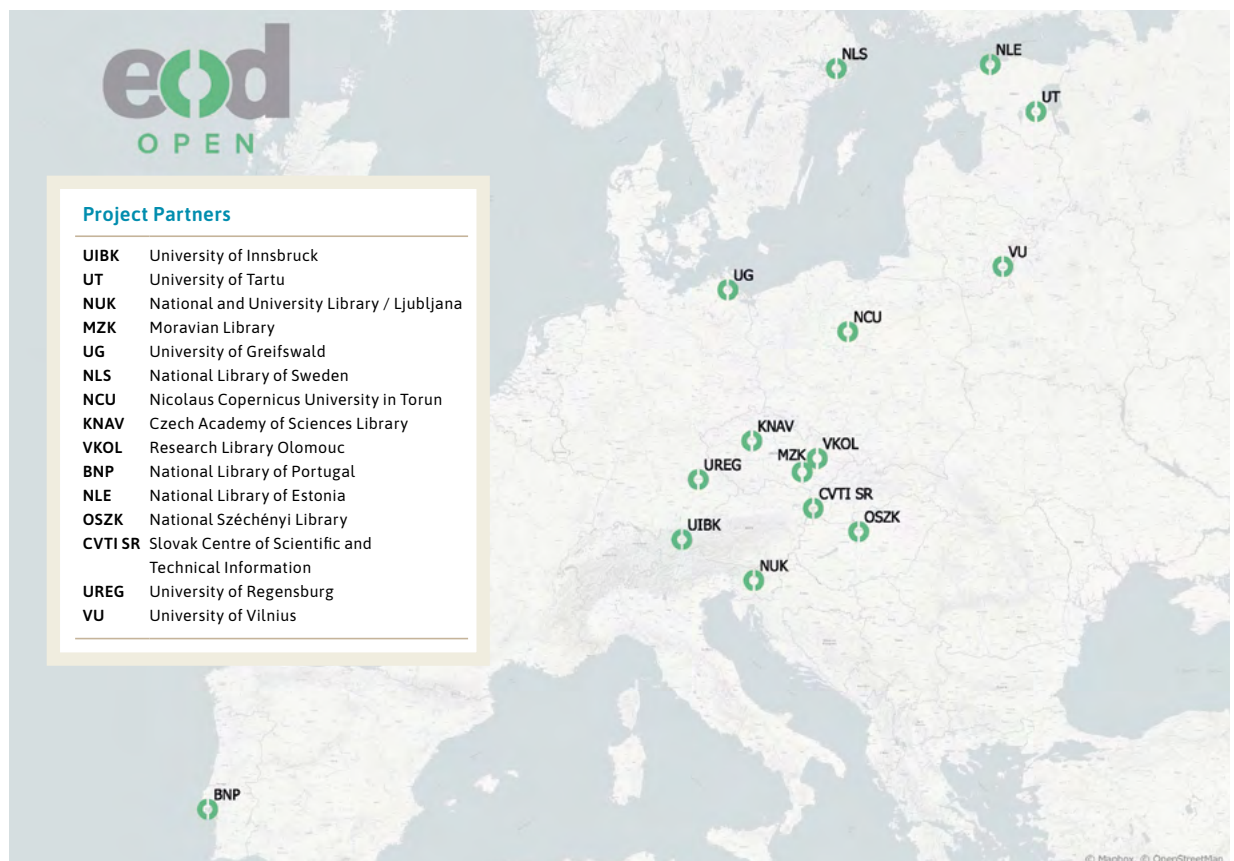 eod
OPEN
Project Partners
UIBK University of Innsbruck
UT University of Tartu
NUK National and University Library / Ljubljana
MZK Moravian Library
UG University of Greifswald
NLS National Library of Sweden
NCU Nicolaus Copernicus University in Torun
KNAV Czech Academy of Sciences Library
VKOL Research Library Olomouc
BNP National Library of Portugal
NLE National Library of Estonia
OSZK National Széchényi Library
CVTI SR Slovak Centre of Scientific and
Technical Information
UREG University of Regensburg
VU University of Vilnius
NLS
NLE
UT
VU
UG
NCU
KNAV
VKOL
MZK
UREG
CVTI SR
OSZK
UIBK
NUK
BNP
© Mapbox, © OpenStreetMap